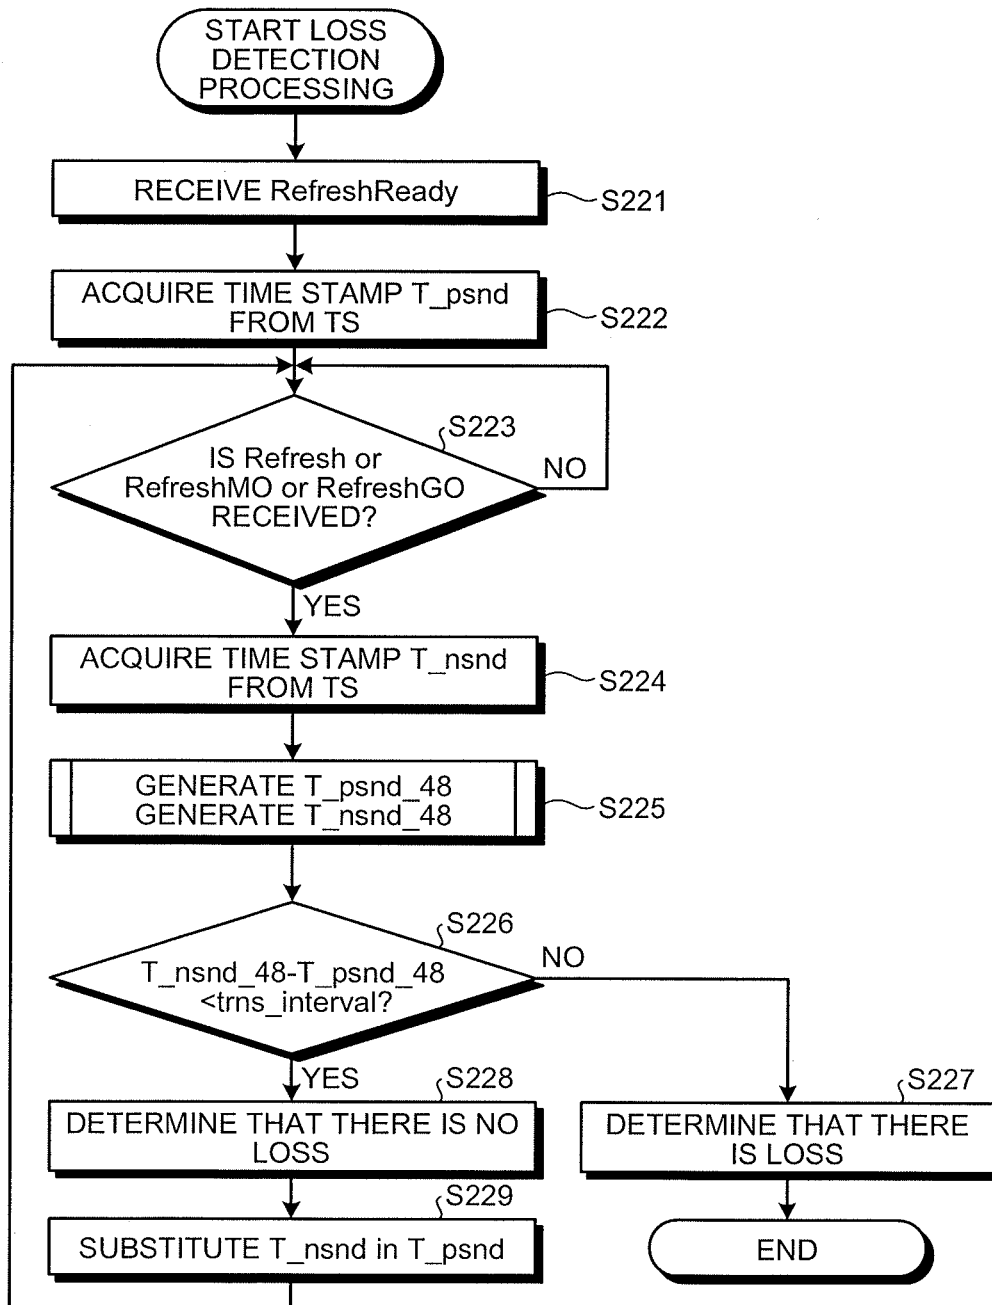 START LOSS
DETECTION
PROCESSING
RECEIVE RefreshReady
S221
ACQUIRE TIME STAMP T_psnd
FROM TS
S222
S223
IS Refresh or
RefreshMO or RefreshGO
RECEIVED?
NO
YES
ACQUIRE TIME STAMP T_nsnd
FROM TS
S224
GENERATE T_psnd_48
GENERATE T_nsnd_48
S225
S226
T_nsnd_48-T_psnd_48
<trns_interval?
NO
YES
S228
DETERMINE THAT THERE IS NO
LOSS
S227
DETERMINE THAT THERE
IS LOSS
S229
SUBSTITUTE T_nsnd in T_psnd
END